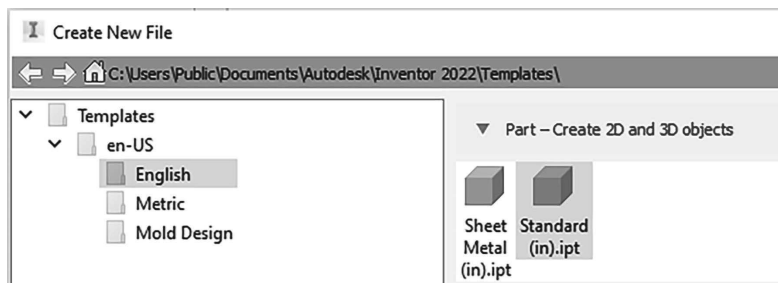 Create New File
C:\Users\Public\Documents\Autodesk\Inventor 2022\Templates\
Templates
en-US
English
Metric
Mold Design
Part – Create 2D and 3D objects
Sheet
Metal
(in).ipt
Standard
(in).ipt